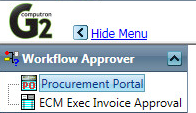 computron
G2
Hide Menu
Workflow Approver
PO
Procurement Portal
ECM Exec Invoice Approval